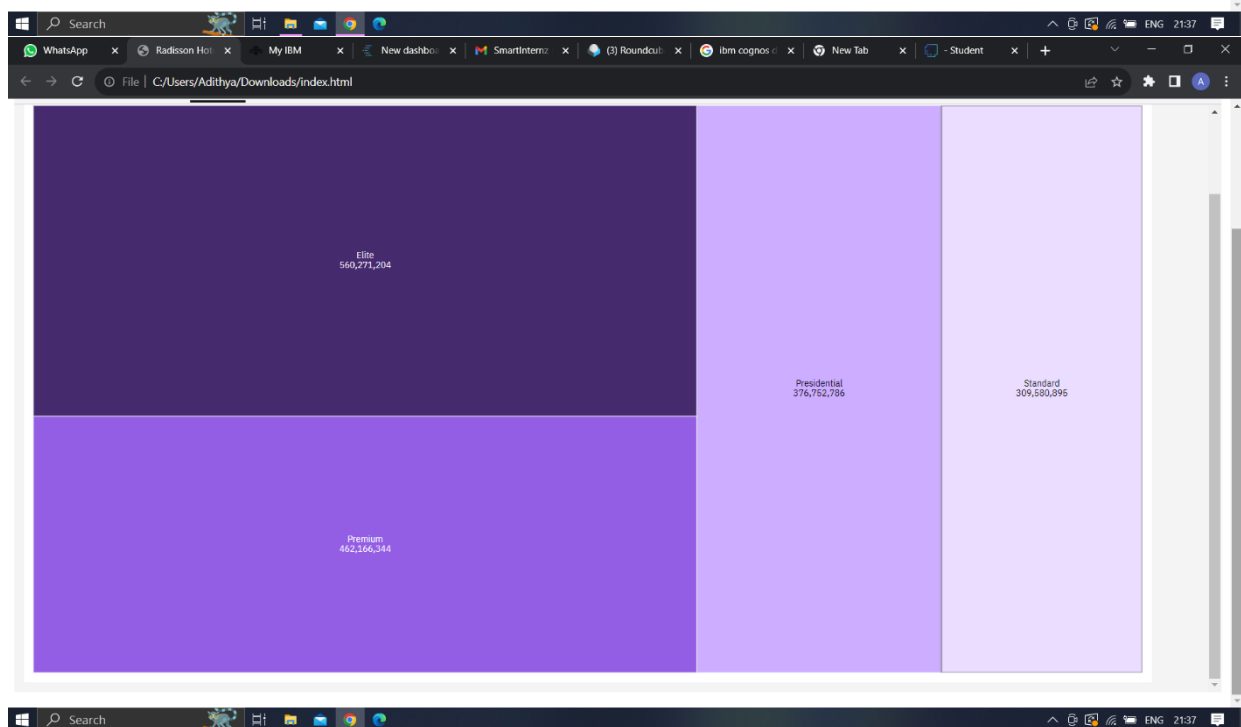 Search
ENG 21:37
WhatsApp
Radisson Hot
My IBM
New dashboa
M SmartInternz
(3) Roundcub
G ibm cognos d
New Tab
- Student
File | C:/Users/Adithya/Downloads/index.html
A
Elite
560,271,204
Presidential
376,752,786
Standard
309,580,895
Premium
462,166,344
Search
ENG 21:37